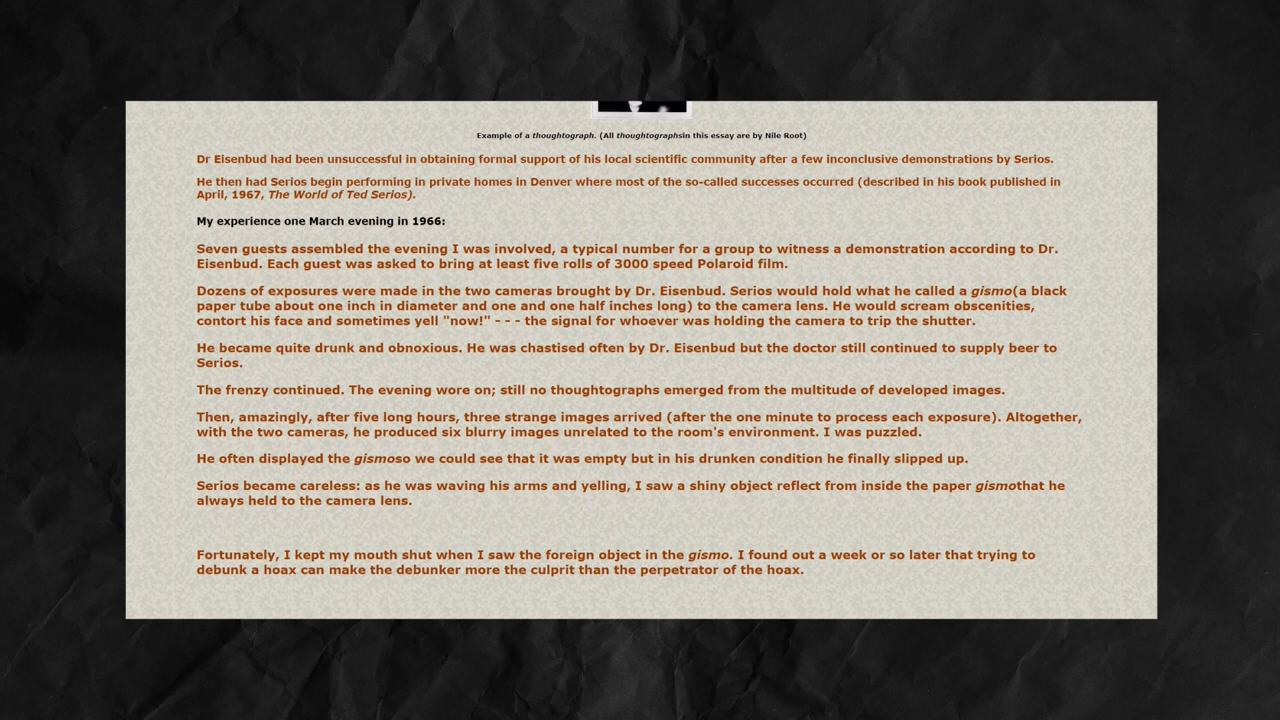 Example of a thoughtograph. (All thoughtographsin this essay are by Nile Root)
Dr Eisenbud had been unsuccessful in obtaining formal support of his local scientific community after a few inconclusive demonstrations by Serios.
He then had Serios begin performing in private homes in Denver where most of the so-called successes occurred (described in his book published in
April, 1967, The World of Ted Serios).
My experience one March evening in 1966:
Seven guests assembled the evening I was involved, a typical number for a group to witness a demonstration according to Dr.
Eisenbud. Each guest was asked to bring at least five rolls of 3000 speed Polaroid film.
Dozens of exposures were made in the two cameras brought by Dr. Eisenbud. Serios would hold what he called a gismo(a black
paper tube about one inch in diameter and one and one half inches long) to the camera lens. He would scream obscenities,
contort his face and sometimes yell "now!" - - - the signal for whoever was holding the camera to trip the shutter.
He became quite drunk and obnoxious. He was chastised often by Dr. Eisenbud but the doctor still continued to supply beer to
Serios.
The frenzy continued. The evening wore on; still no thoughtographs emerged from the multitude of developed images.
Then, amazingly, after five long hours, three strange images arrived (after the one minute to process each exposure). Altogether,
with the two cameras, he produced six blurry images unrelated to the room's environment. I was puzzled.
He often displayed the gismoso we could see that it was empty but in his drunken condition he finally slipped up.
Serios became careless: as he was waving his arms and yelling, I saw a shiny object reflect from inside the paper gismothat he
always held to the camera lens.
Fortunately, I kept my mouth shut when I saw the foreign object in the gismo. I found out a week or so later that trying to
debunk a hoax can make the debunker more the culprit than the perpetrator of the hoax.